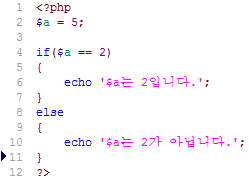 1 <?php
2 $a = 5;
3
4 if($a == 2)
5 {
6 echo '$a는 2입니다.';
7 }
8 else
9 {
10 echo '$a는 2가 아닙니다.';
11 }
12 ?>